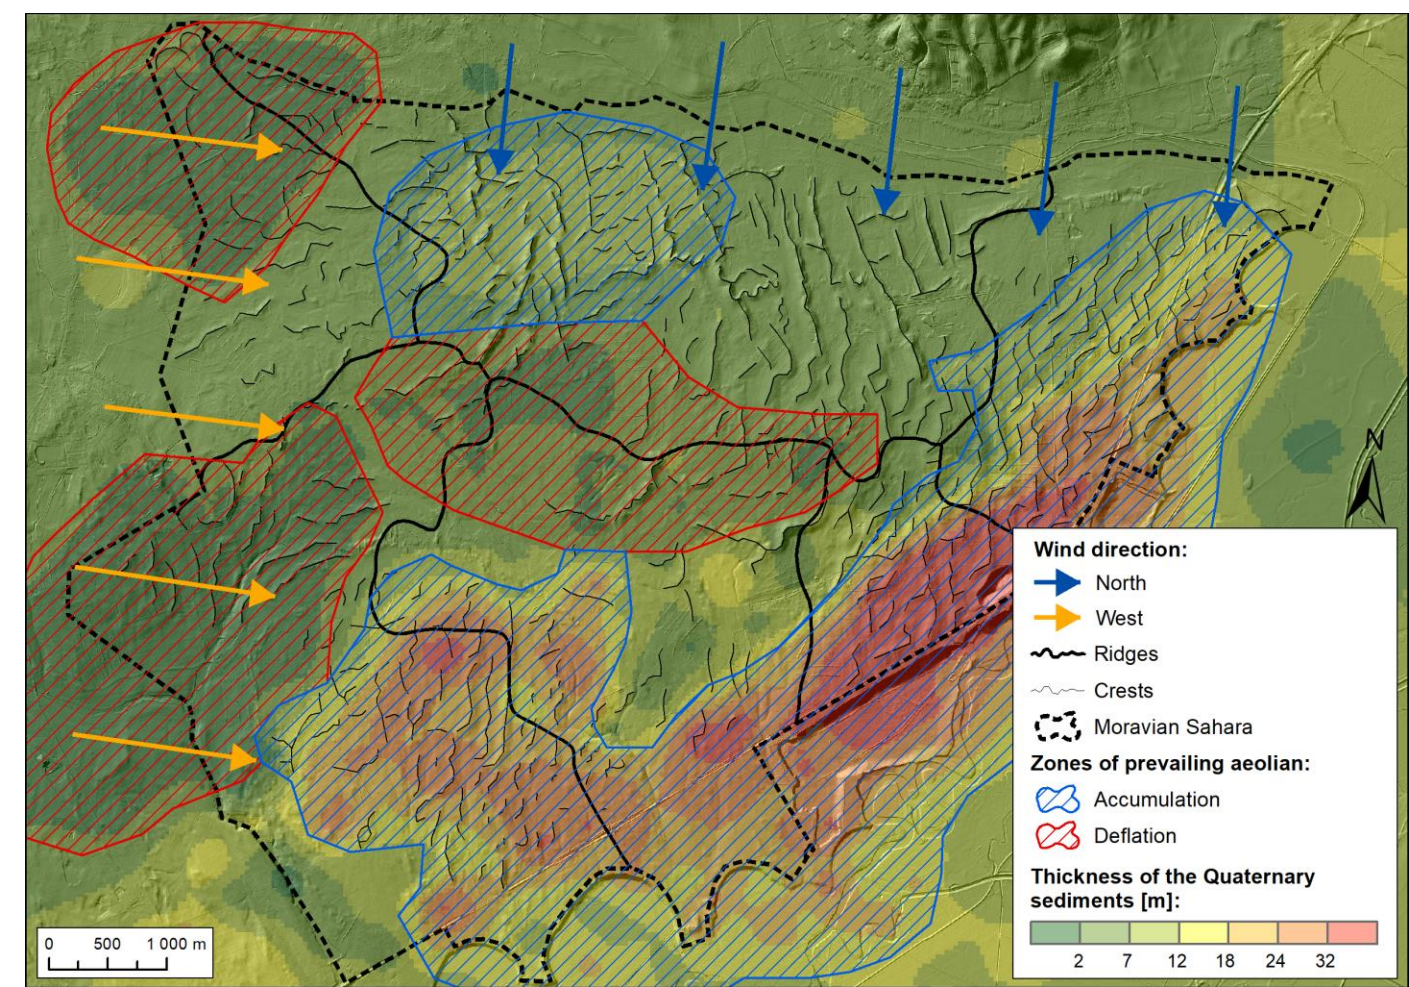 N
Wind direction:
North
West
Ridges
Crests
Moravian Sahara
Zones of prevailing aeolian:
Accumulation
Deflation
Thickness of the Quaternary
sediments [m]:
2 7 12 18 24 32
0 500 1 000 m